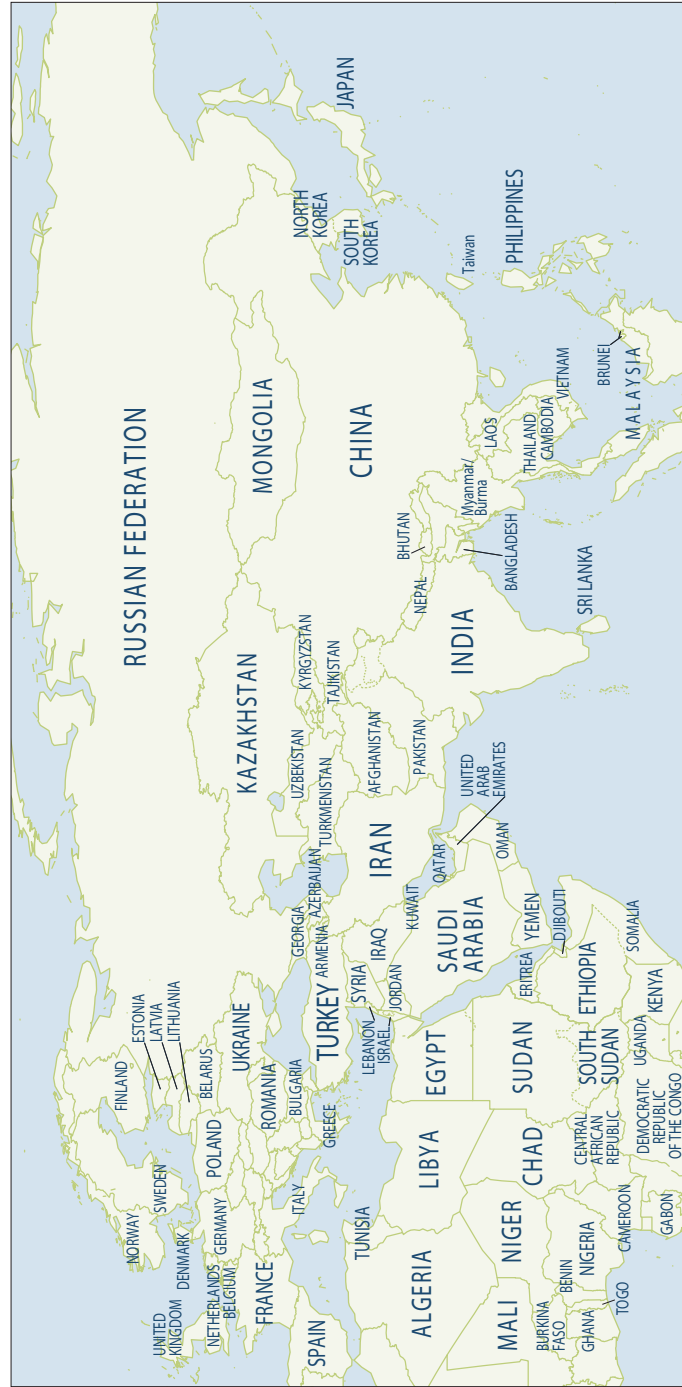 RUSSIAN FEDERATION
NORWAY
SWEDEN
FINLAND
ESTONIA
LATVIA
LITHUANIA
UNITED
KINGDOM
DENMARK
NETHERLANDS
BELGIUM
GERMANY
POLAND
BELARUS
UKRAINE
FRANCE
ROMANIA
BULGARIA
ITALY
SPAIN
GREECE
TURKEY
GEORGIA
ARMENIA
AZERBAIJAN
KAZAKHSTAN
UZBEKISTAN
TURKMENISTAN
KYRGYZSTAN
TAJIKISTAN
MONGOLIA
CHINA
NORTH
KOREA
SOUTH
KOREA
JAPAN
TUNISIA
LEBANON
ISRAEL
SYRIA
JORDAN
IRAQ
KUWAIT
IRAN
AFGHANISTAN
PAKISTAN
NEPAL
BHUTAN
BANGLADESH
INDIA
Myanmar/
Burma
LAOS
THAILAND
CAMBODIA
VIETNAM
Taiwan
PHILIPPINES
BRUNEI
MALAYSIA
SRI LANKA
ALGERIA
LIBYA
EGYPT
SAUDI
ARABIA
QATAR
UNITED
ARAB
EMIRATES
OMAN
YEMEN
MALI
NIGER
CHAD
SUDAN
ERITREA
DJIBOUTI
BURKINA
FASO
BENIN
GHANA
TOGO
NIGERIA
CAMEROON
CENTRAL
AFRICAN
REPUBLIC
SOUTH
SUDAN
ETHIOPIA
SOMALIA
GABON
DEMOCRATIC
REPUBLIC
OF THE CONGO
UGANDA
KENYA